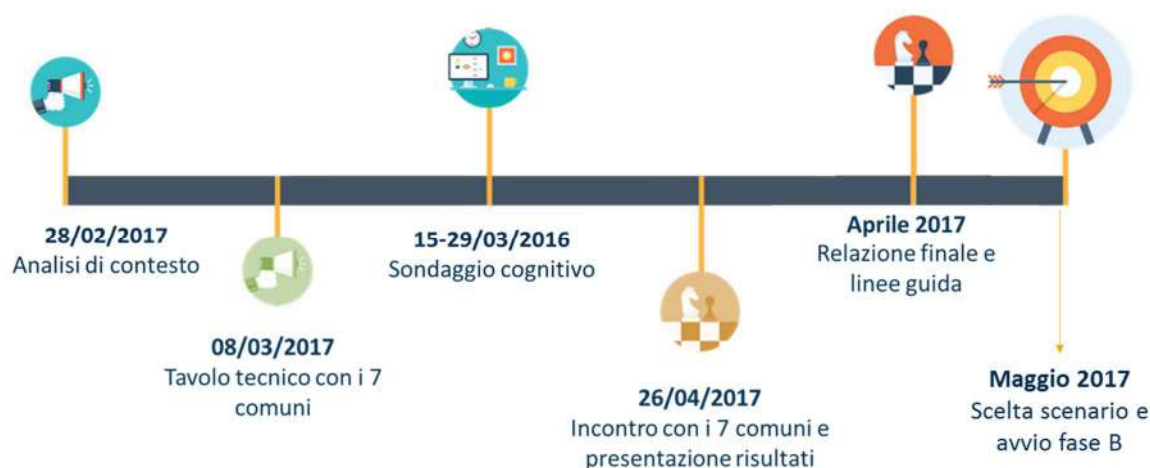 28/02/2017
Analisi di contesto
08/03/2017
Tavolo tecnico con i 7
comuni
15-29/03/2016
Sondaggio cognitivo
26/04/2017
Incontro con i 7 comuni e
presentazione risultati
Aprile 2017
Relazione finale e
linee guida
Maggio 2017
Scelta scenario e
avvio fase B